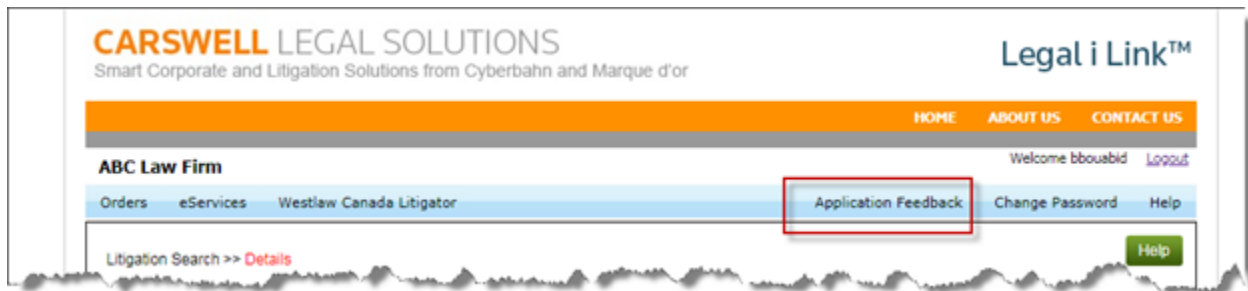 CARSWELL LEGAL SOLUTIONS
Smart Corporate and Litigation Solutions from Cyberbahn and Marque d'or
Legal i Link™
HOME ABOUT US CONTACT US
ABC Law Firm
Welcome bbouabid Logout
Orders eServices Westlaw Canada Litigator Application Feedback Change Password Help
Litigation Search >> Details
Help